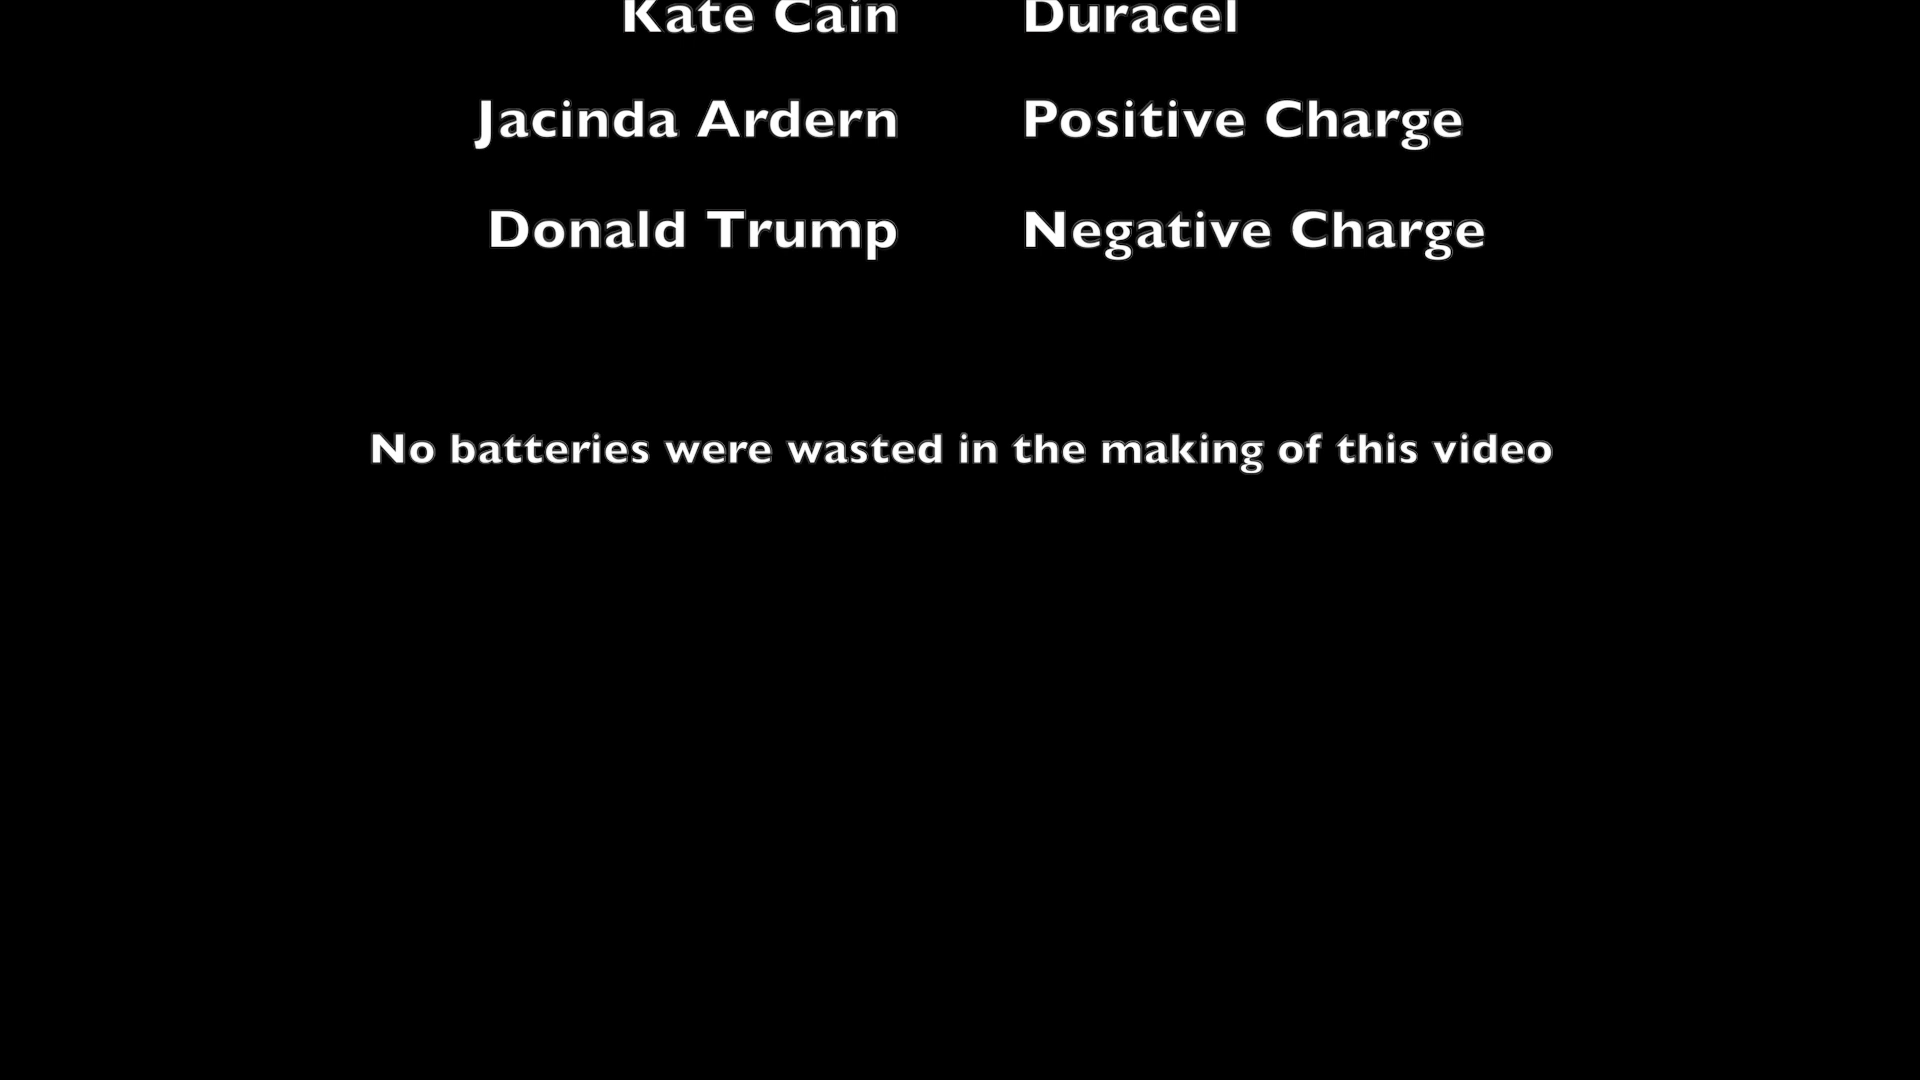 Kate Cain Duracel
Jacinda Ardern Positive Charge
Donald Trump Negative Charge
No batteries were wasted in the making of this video